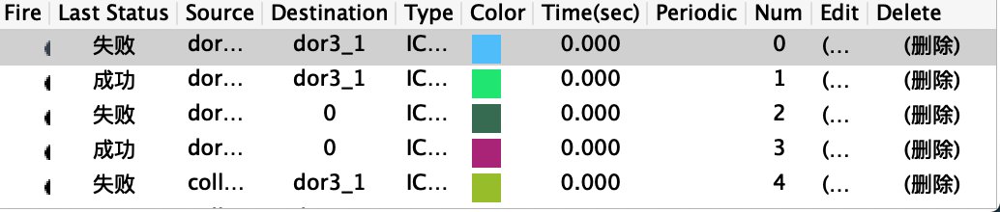 Fire Last Status Source Destination Type Color Time(sec) Periodic Num Edit Delete
失败 dor... dor3_1 IC... 0.000 0 (... (删除)
成功 dor... dor3_1 IC... 0.000 1 (... (删除)
失败 dor... 0 IC... 0.000 2 (... (删除)
成功 dor... 0 IC... 0.000 3 (... (删除)
失败 coll... dor3_1 IC... 0.000 4 (... (删除)